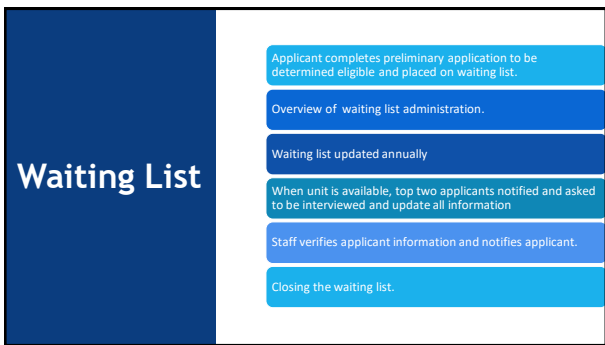 Waiting List
Applicant completes preliminary application to be
determined eligible and placed on waiting list.
Overview of waiting list administration.
Waiting list updated annually
When unit is available, top two applicants notified and asked
to be interviewed and update all information
Staff verifies applicant information and notifies applicant.
Closing the waiting list.